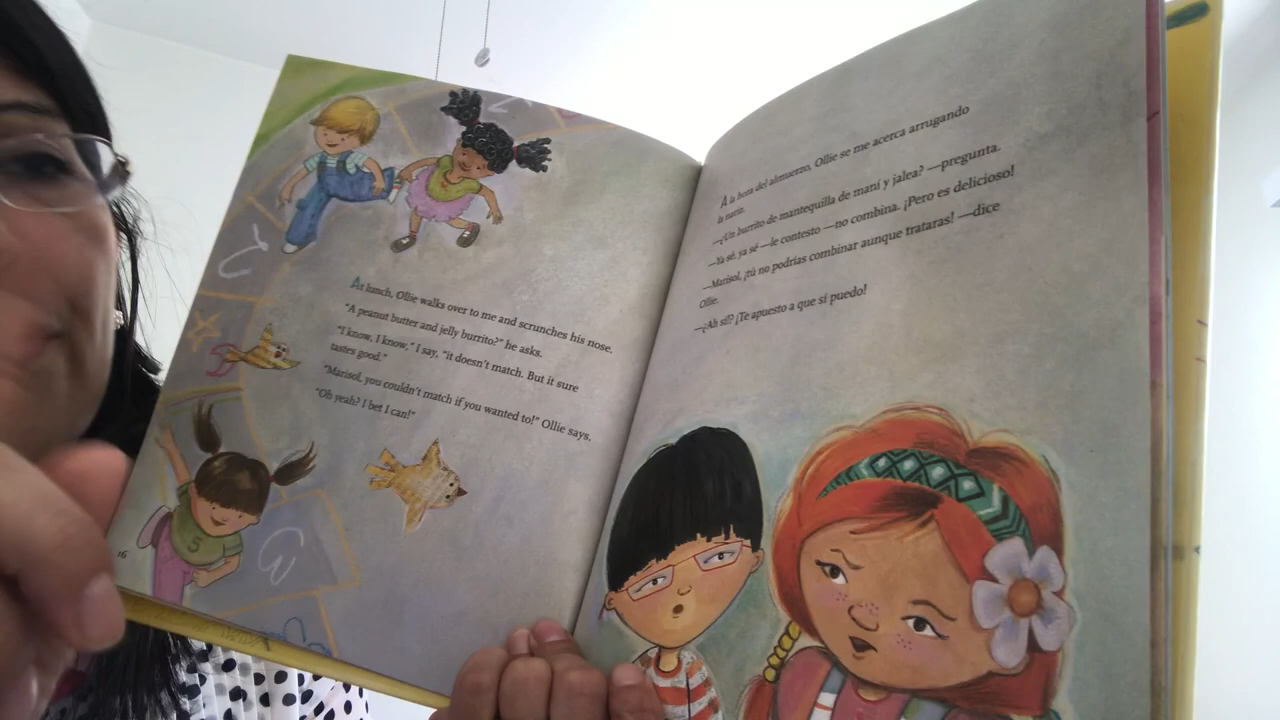 At lunch, Ollie walks over to me and scrunches his nose.
"A peanut butter and jelly burrito?" he asks.
"I know, I know," I say, "it doesn't match. But it sure
tastes good."
"Marisol, you couldn't match if you wanted to!" Ollie says.
"Oh yeah? I bet I can!"
16
5
A la hora del almuerzo, Ollie se me acerca arrugando
la nariz.
—¿Un burrito de mantequilla de maní y jalea? —pregunta.
—Ya sé, ya sé —le contesto —no combina. ¡Pero es delicioso!
—Marisol, ¡tú no podrías combinar aunque trataras! —dice
Ollie.
—¿Ah sí? ¡Te apuesto a que sí puedo!